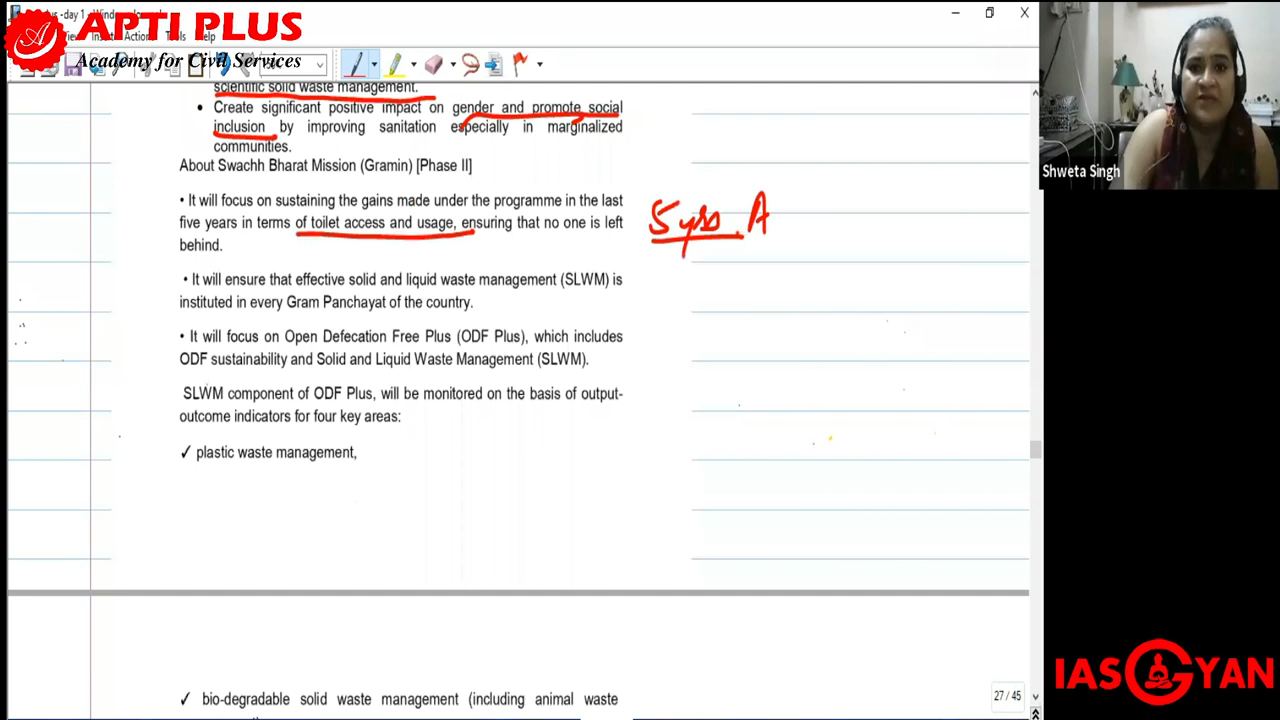 APTI PLUS
Academy for Civil Services
scientific solid waste management.
• Create significant positive impact on gender and promote social
inclusion by improving sanitation especially in marginalized
communities.
About Swachh Bharat Mission (Gramin) [Phase II]
• It will focus on sustaining the gains made under the programme in the last
five years in terms of toilet access and usage, ensuring that no one is left
behind.
5 yrs. A
• It will ensure that effective solid and liquid waste management (SLWM) is
instituted in every Gram Panchayat of the country.
• It will focus on Open Defecation Free Plus (ODF Plus), which includes
ODF sustainability and Solid and Liquid Waste Management (SLWM).
SLWM component of ODF Plus, will be monitored on the basis of output-
outcome indicators for four key areas:
✓ plastic waste management,
✓ bio-degradable solid waste management (including animal waste
27 / 45
Shweta Singh
IASGYAN